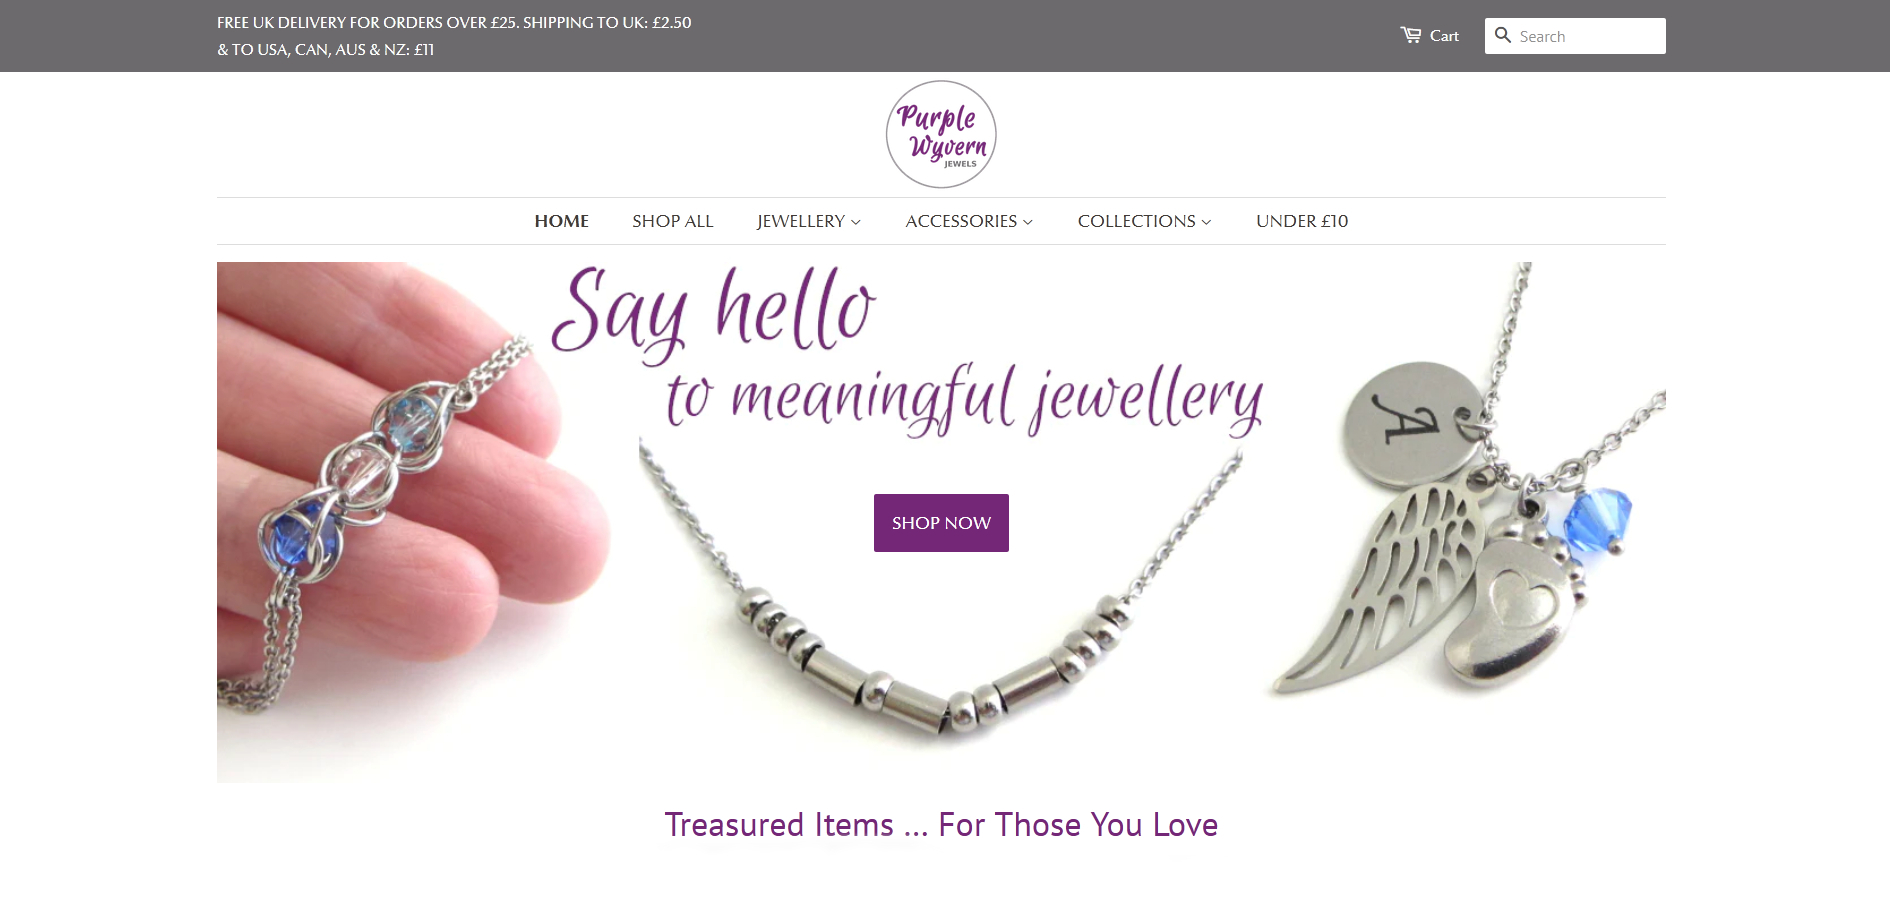 FREE UK DELIVERY FOR ORDERS OVER £25. SHIPPING TO UK: £2.50
& TO USA, CAN, AUS & NZ: £11
Cart
Search
Purple
Wyvern
JEWELS
HOME
SHOP ALL
JEWELLERY
ACCESSORIES
COLLECTIONS
UNDER £10
Say hello
to meaningful jewellery
A
SHOP NOW
Treasured Items ... For Those You Love